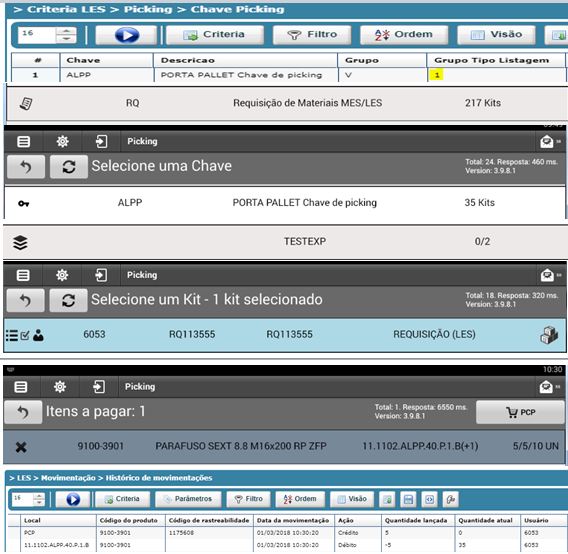 > Criteria LES > Picking > Chave Picking
16 Criteria Filtro Ordem Visão
# Chave Descricao Grupo Grupo Tipo Listagem
1 ALPP PORTA PALLET Chave de picking V 1
RQ Requisição de Materiais MES/LES 217 Kits
Picking
Selecione uma Chave Total: 24. Resposta: 460 ms.
Version: 3.9.8.1
ALPP PORTA PALLET Chave de picking 35 Kits
TESTEXP 0/2
Picking
Selecione um Kit - 1 kit selecionado Total: 18. Resposta: 320 ms.
Version: 3.9.8.1
6053 RQ113555 RQ113555 REQUISIÇÃO (LES)
10:30
Picking
Itens a pagar: 1 Total: 1. Resposta: 6550 ms.
Version: 3.9.8.1 PCP
9100-3901 PARAFUSO SEXT 8.8 M16x200 RP ZFP 11.1102.ALPP.40.P.1.B(+1) 5/5/10 UN
> LES > Movimentação > Histórico de movimentações
16 Criteria Parâmetros Filtro Ordem Visão
Local Código do produto Código de rastreabilidade Data da movimentação Ação Quantidade lançada Quantidade atual Usuário
PCP 9100-3901 1175608 01/03/2018 10:30:20 Crédito 5 0 6053
11.1102.ALPP.40.P.1.B 9100-3901 01/03/2018 10:30:20 Débito -5 35 6053